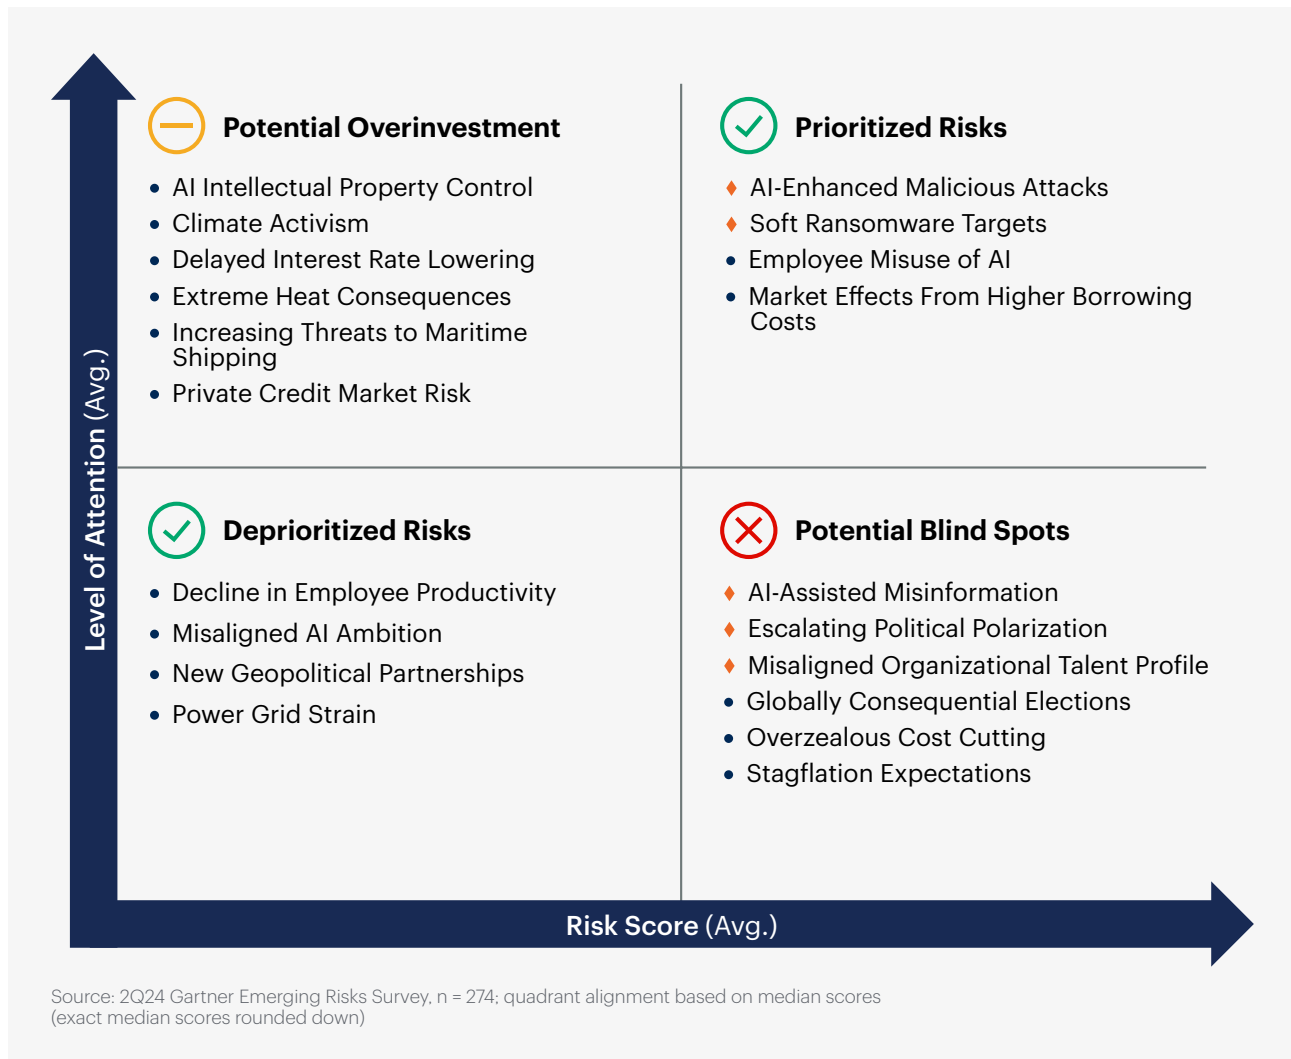 Potential Overinvestment
AI Intellectual Property Control
Climate Activism
Delayed Interest Rate Lowering
Extreme Heat Consequences
Increasing Threats to Maritime
Shipping
Private Credit Market Risk
Prioritized Risks
AI-Enhanced Malicious Attacks
Soft Ransomware Targets
Employee Misuse of AI
Market Effects From Higher Borrowing
Costs
Level of Attention (Avg.)
Deprioritized Risks
Decline in Employee Productivity
Misaligned AI Ambition
New Geopolitical Partnerships
Power Grid Strain
Potential Blind Spots
AI-Assisted Misinformation
Escalating Political Polarization
Misaligned Organizational Talent Profile
Globally Consequential Elections
Overzealous Cost Cutting
Stagflation Expectations
Risk Score (Avg.)
Source: 2Q24 Gartner Emerging Risks Survey, n = 274; quadrant alignment based on median scores
(exact median scores rounded down)